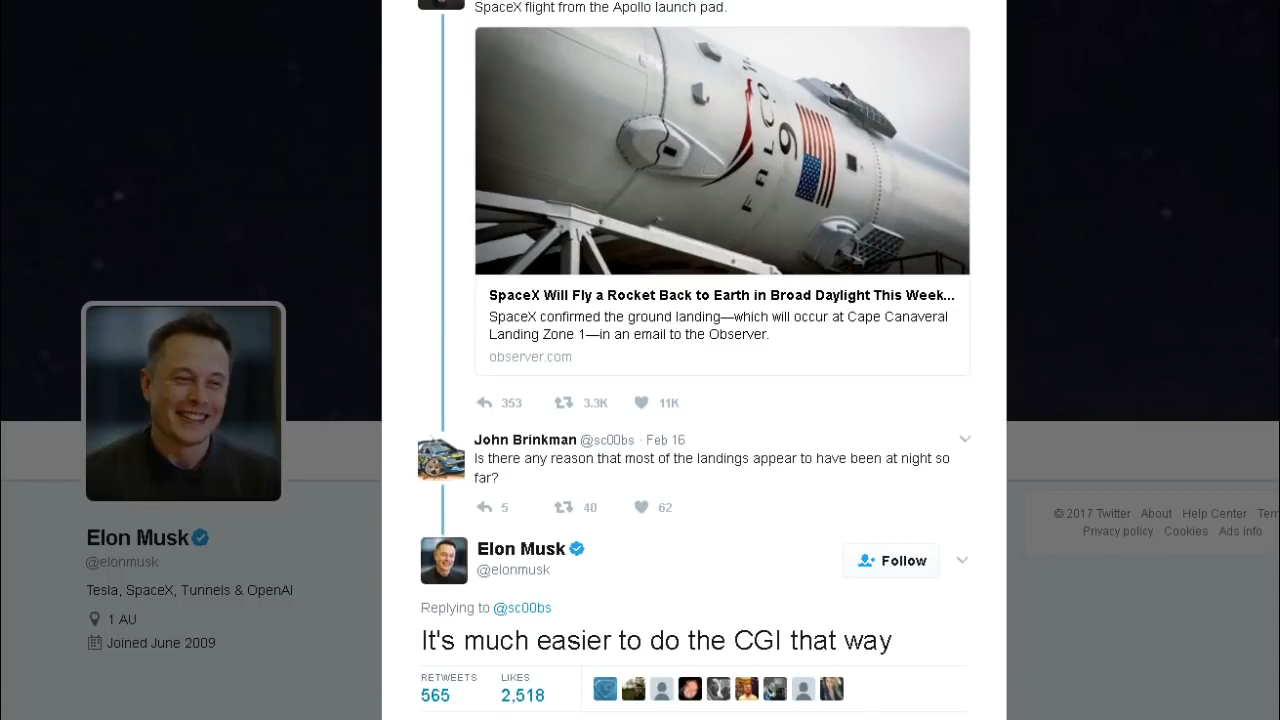 SpaceX flight from the Apollo launch pad.
FALCON 9
SpaceX Will Fly a Rocket Back to Earth in Broad Daylight This Week...
SpaceX confirmed the ground landing—which will occur at Cape Canaveral
Landing Zone 1—in an email to the Observer.
observer.com
353 3.3K 11K
John Brinkman @sc00bs · Feb 16
Is there any reason that most of the landings appear to have been at night so
far?
5 40 62
Elon Musk
@elonmusk
Follow
Replying to @sc00bs
It's much easier to do the CGI that way
RETWEETS LIKES
565 2,518
Elon Musk
@elonmusk
Tesla, SpaceX, Tunnels & OpenAI
1 AU
Joined June 2009
© 2017 Twitter About Help Center
Privacy policy Cookies Ads info